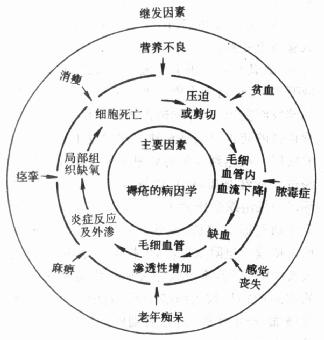 继发因素
营养不良
消瘦
贫血
压迫
或剪切
细胞死亡
主要因素
局部组
织缺氧
毛细
血管内
血流下降
痉挛
褥疮的病因学
脓毒症
炎症反应
及外渗
毛细血管
缺血
渗透性增加
麻痹
感觉
丧失
老年痴呆